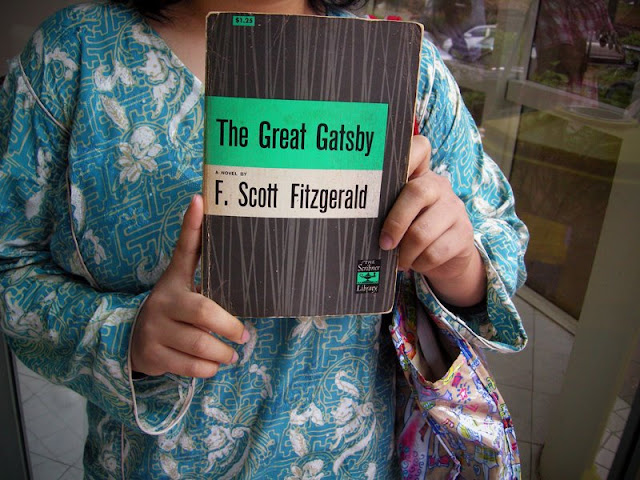 $1.25
The Great Gatsby
A NOVEL BY
F. Scott Fitzgerald
THE
Scribner
Library